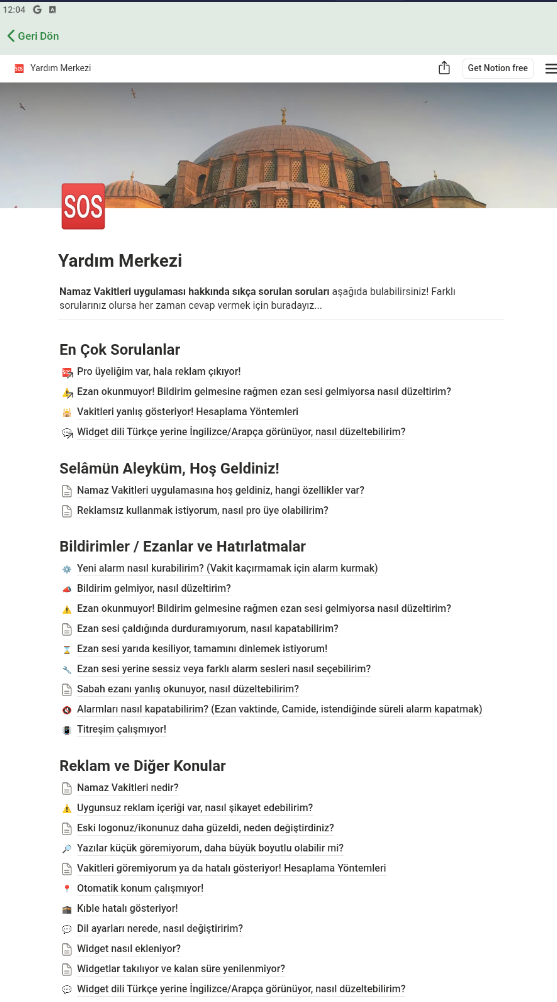 12:04
Geri Dön
Yardım Merkezi
Get Notion free
SOS
Yardım Merkezi
Namaz Vakitleri uygulaması hakkında sıkça sorulan soruları aşağıda bulabilirsiniz! Farklı
sorularınız olursa her zaman cevap vermek için buradayız...
En Çok Sorulanlar
Pro üyeliğim var, hala reklam çıkıyor!
Ezan okunmuyor! Bildirim gelmesine rağmen ezan sesi gelmiyorsa nasıl düzeltirim?
Vakitleri yanlış gösteriyor! Hesaplama Yöntemleri
Widget dili Türkçe yerine İngilizce/Arapça görünüyor, nasıl düzeltebilirim?
Selâmün Aleyküm, Hoş Geldiniz!
Namaz Vakitleri uygulamasına hoş geldiniz, hangi özellikler var?
Reklamsız kullanmak istiyorum, nasıl pro üye olabilirim?
Bildirimler / Ezanlar ve Hatırlatmalar
Yeni alarm nasıl kurabilirim? (Vakit kaçırmamak için alarm kurmak)
Bildirim gelmiyor, nasıl düzeltirim?
Ezan okunmuyor! Bildirim gelmesine rağmen ezan sesi gelmiyorsa nasıl düzeltirim?
Ezan sesi çaldığında durduramıyorum, nasıl kapatabilirim?
Ezan sesi yarıda kesiliyor, tamamını dinlemek istiyorum!
Ezan sesi yerine sessiz veya farklı alarm sesleri nasıl seçebilirim?
Sabah ezanı yanlış okunuyor, nasıl düzeltebilirim?
Alarmları nasıl kapatabilirim? (Ezan vaktinde, Camide, istendiğinde süreli alarm kapatmak)
Titreşim çalışmıyor!
Reklam ve Diğer Konular
Namaz Vakitleri nedir?
Uygunsuz reklam içeriği var, nasıl şikayet edebilirim?
Eski logonuz/ikonunuz daha güzeldi, neden değiştirdiniz?
Yazılar küçük göremiyorum, daha büyük boyutlu olabilir mi?
Vakitleri göremiyorum ya da hatalı gösteriyor! Hesaplama Yöntemleri
Otomatik konum çalışmıyor!
Kıble hatalı gösteriyor!
Dil ayarları nerede, nasıl değiştiririm?
Widget nasıl ekleniyor?
Widgetlar takılıyor ve kalan süre yenilenmiyor?
Widget dili Türkçe yerine İngilizce/Arapça görünüyor, nasıl düzeltebilirim?